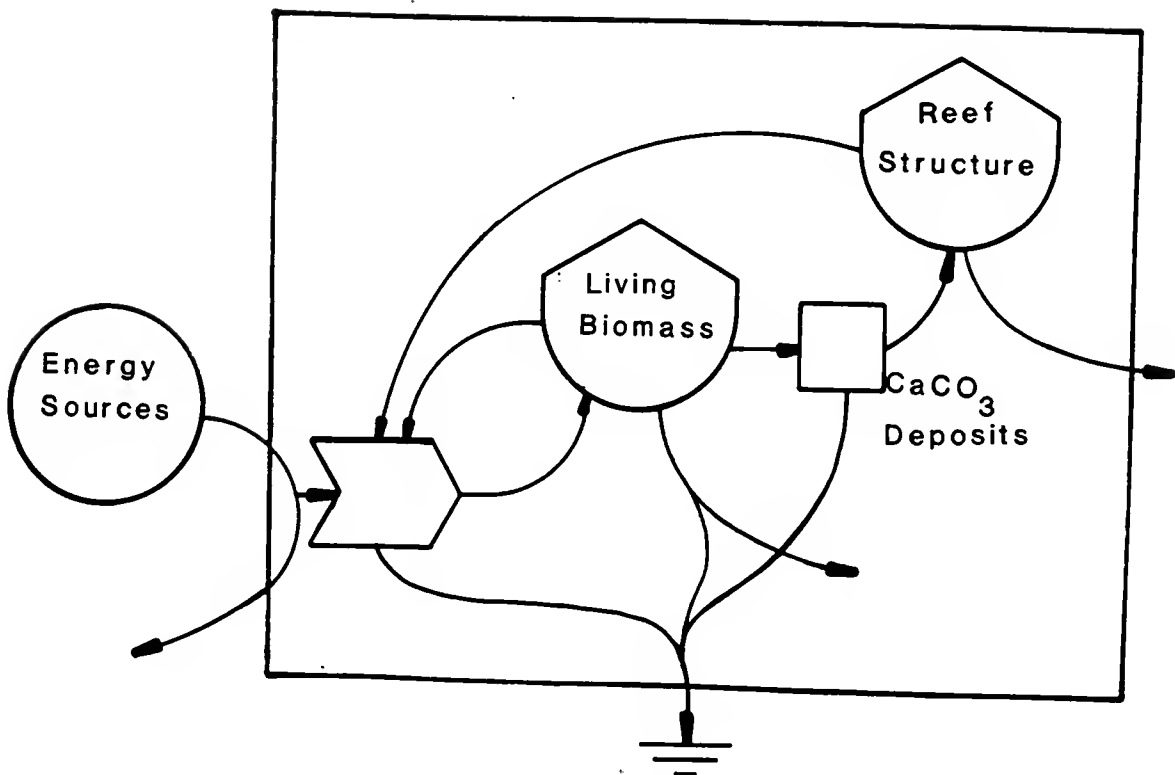 Reef
Structure
Living
Biomass
Energy
Sources
CaCO3
Deposits